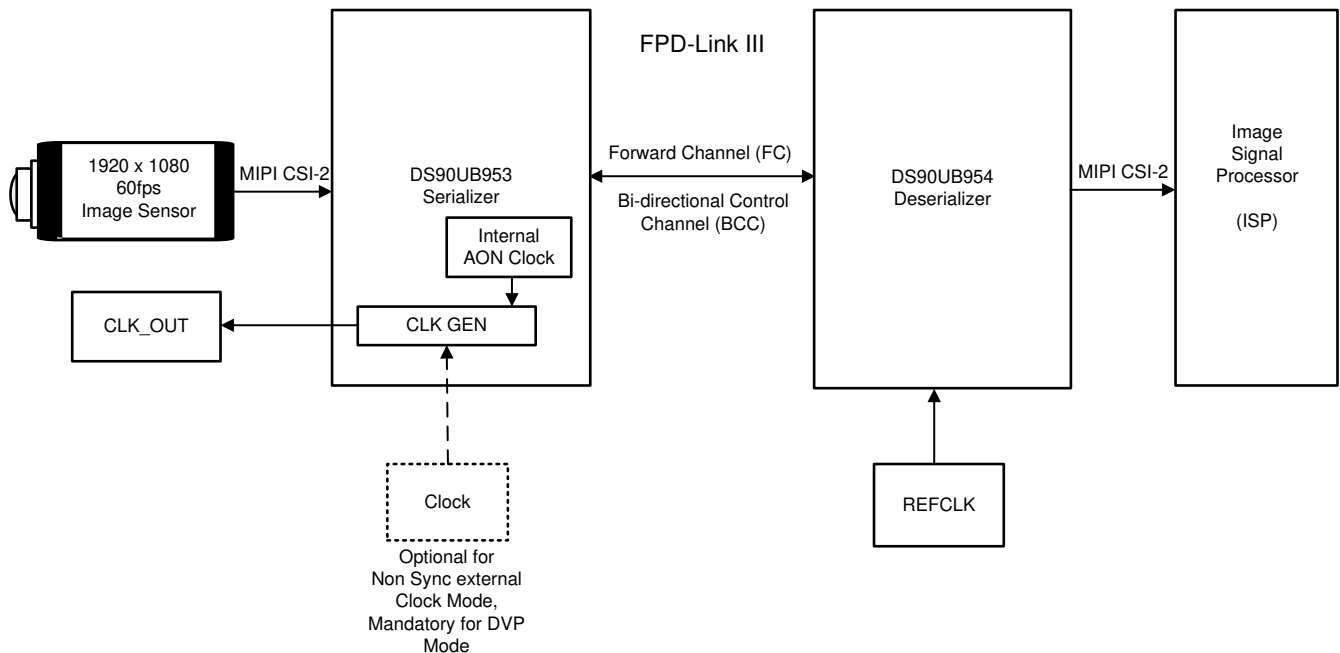 FPD-Link III
1920 x 1080
60fps
Image Sensor
MIPI CSI-2
DS90UB953
Serializer
Internal
AON Clock
CLK GEN
CLK_OUT
Clock
Optional for
Non Sync external
Clock Mode,
Mandatory for DVP
Mode
Forward Channel (FC)
Bi-directional Control
Channel (BCC)
DS90UB954
Deserializer
REFCLK
MIPI CSI-2
Image
Signal
Processor
(ISP)